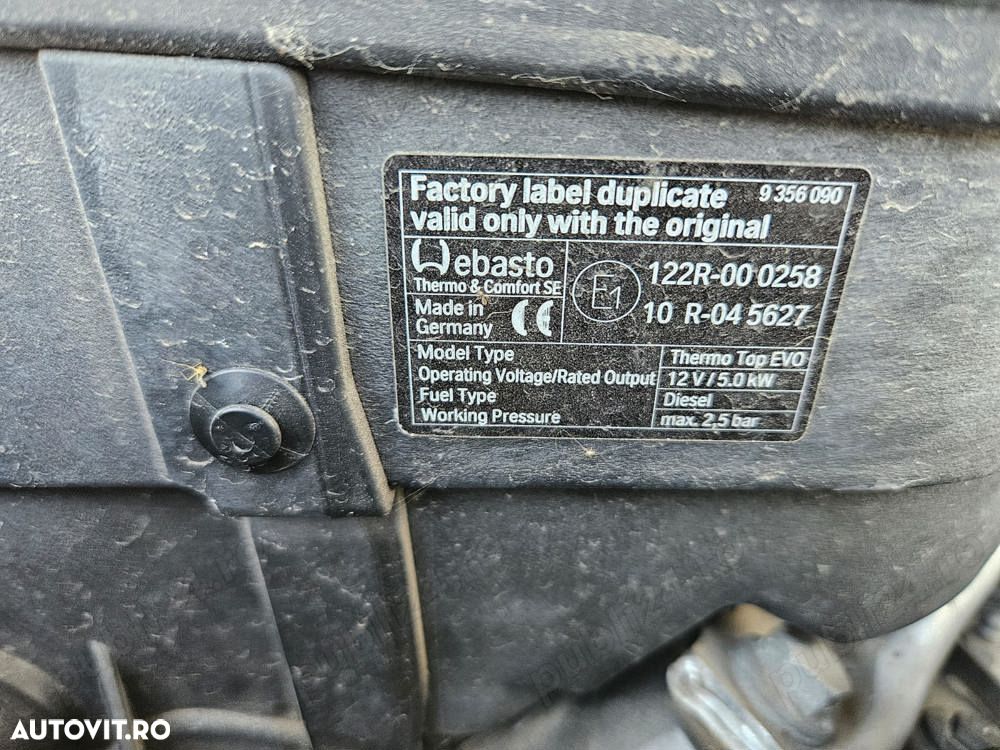 Factory label duplicate 9 356 090
valid only with the original
Webasto
Thermo & Comfort SE
Made in
Germany
CE
E1
122R-00 0258
10 R-04 5627
Model Type Thermo Top EVO
Operating Voltage/Rated Output 12 V / 5.0 kW
Fuel Type Diesel
Working Pressure max. 2,5 bar
AUTOVIT.RO